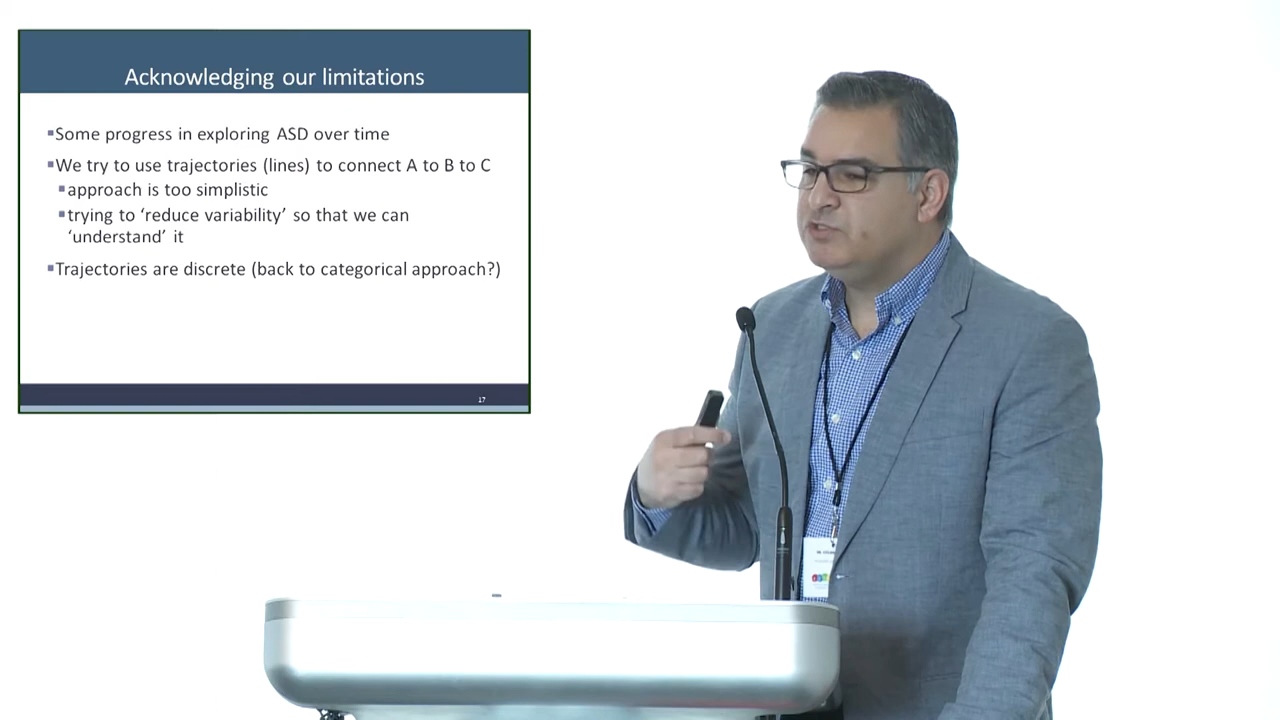 Acknowledging our limitations
▪Some progress in exploring ASD over time
▪We try to use trajectories (lines) to connect A to B to C
▪approach is too simplistic
▪trying to ‘reduce variability’ so that we can
‘understand’ it
▪Trajectories are discrete (back to categorical approach?)
17